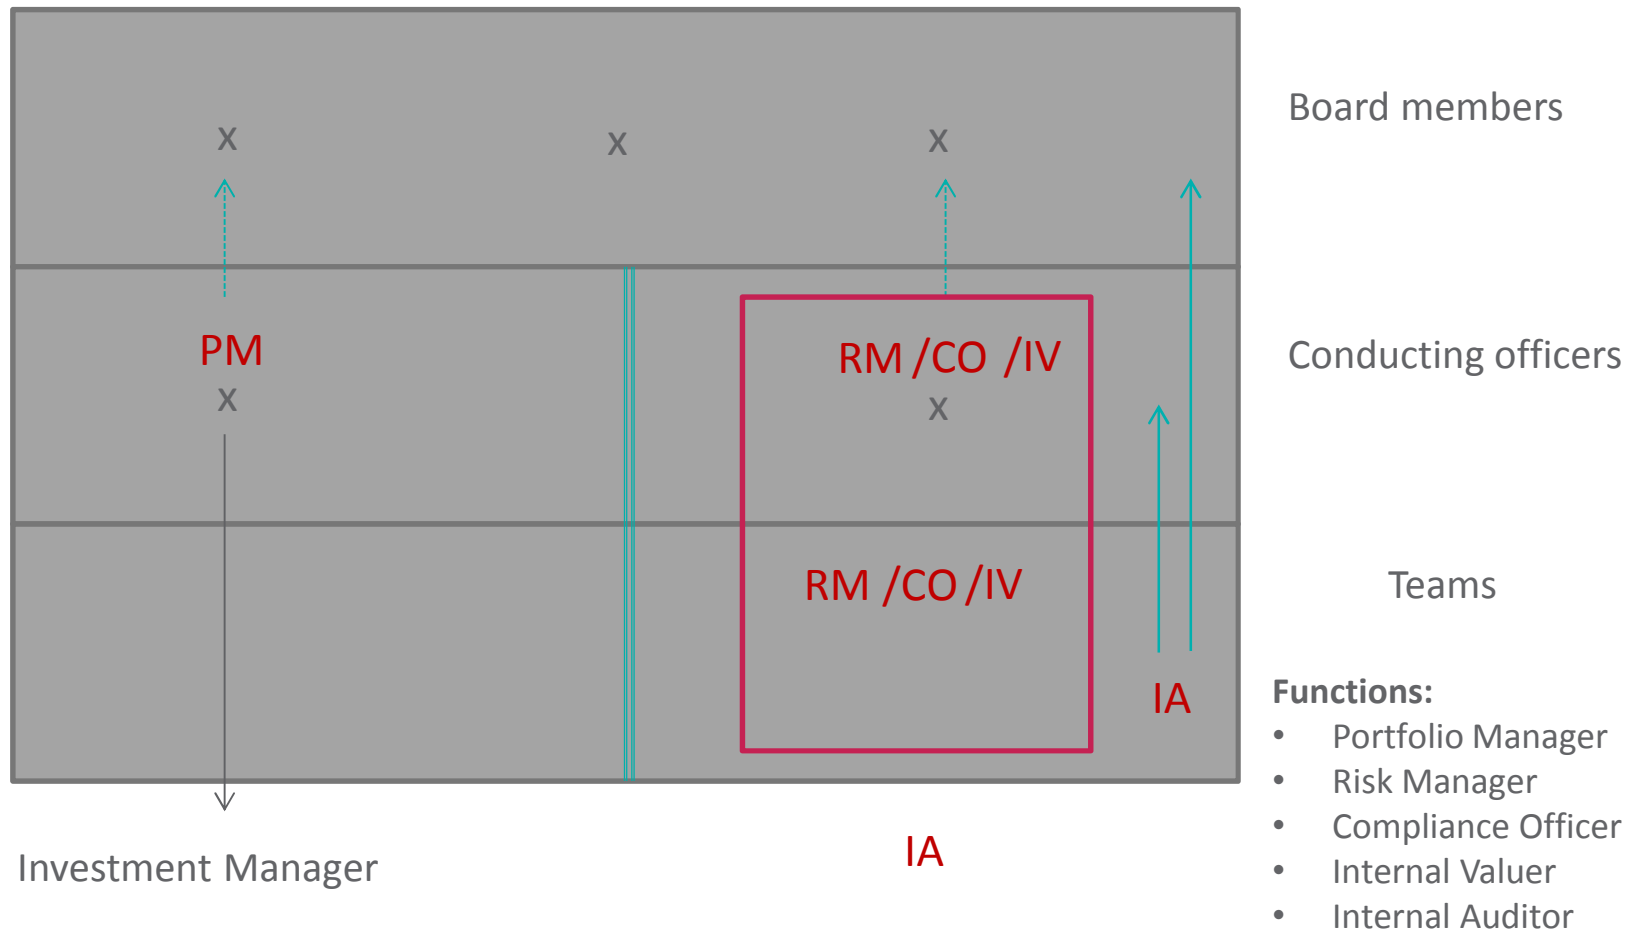 Board members
x x x
PM
RM /CO /IV
Conducting officers
x
x
RM /CO /IV
Teams
IA
Functions:
• Portfolio Manager
• Risk Manager
• Compliance Officer
• Internal Valuer
• Internal Auditor
IA
Investment Manager